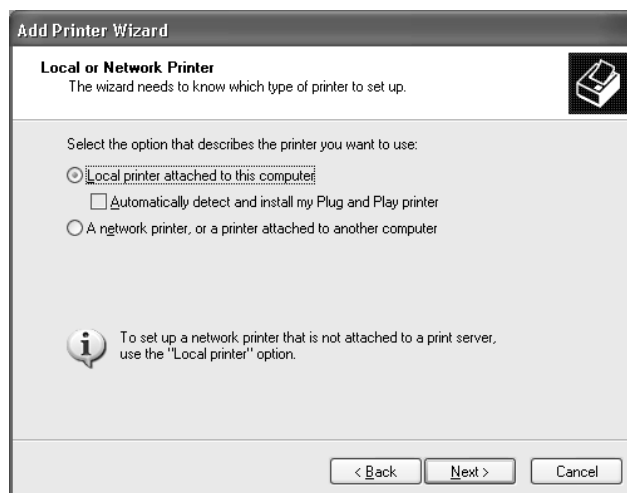 Add Printer Wizard
Local or Network Printer
The wizard needs to know which type of printer to set up.
Select the option that describes the printer you want to use:
Local printer attached to this computer
Automatically detect and install my Plug and Play printer
A network printer, or a printer attached to another computer
To set up a network printer that is not attached to a print server,
use the "Local printer" option.
< Back
Next >
Cancel